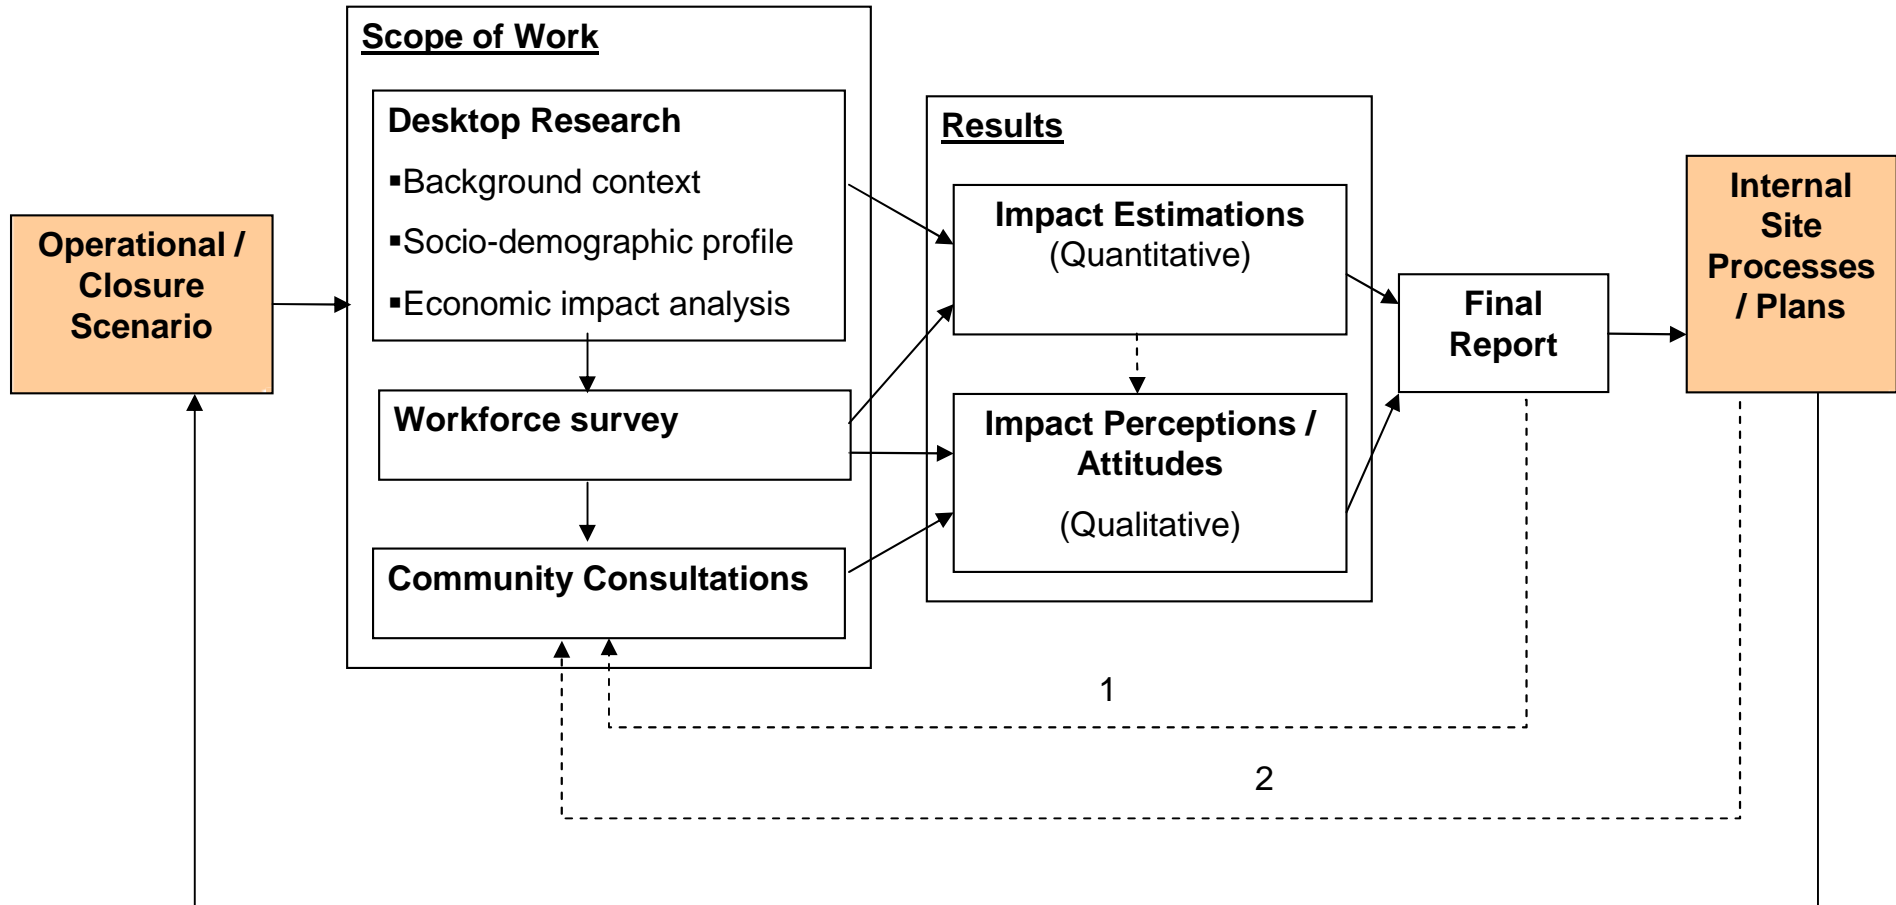 Scope of Work
Desktop Research
▪Background context
▪Socio-demographic profile
▪Economic impact analysis
Workforce survey
Community Consultations
Operational /
Closure
Scenario
Results
Impact Estimations
(Quantitative)
Impact Perceptions /
Attitudes
(Qualitative)
Final
Report
Internal
Site
Processes
/ Plans
1
2